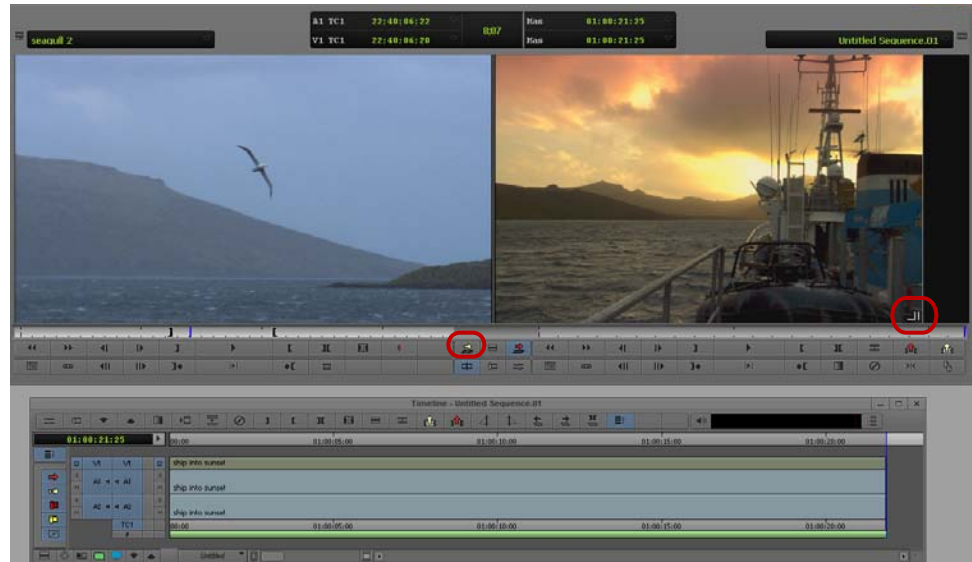 seagull 2
A1 TC1 22;40;06;22
V1 TC1 22;40;06;20
8;07
Mas 01:00:21:25
Mas 01:00:21:25
Untitled Sequence.01
Timeline - Untitled Sequence.01
01:00:21:25
00:00 01:00:05:00 01:00:10:00 01:00:15:00 01:00:20:00
V1 V1 ship into sunset
A1 A1 ship into sunset
A2 A2 ship into sunset
TC1 00:00 01:00:05:00 01:00:10:00 01:00:15:00 01:00:20:00
Untitled